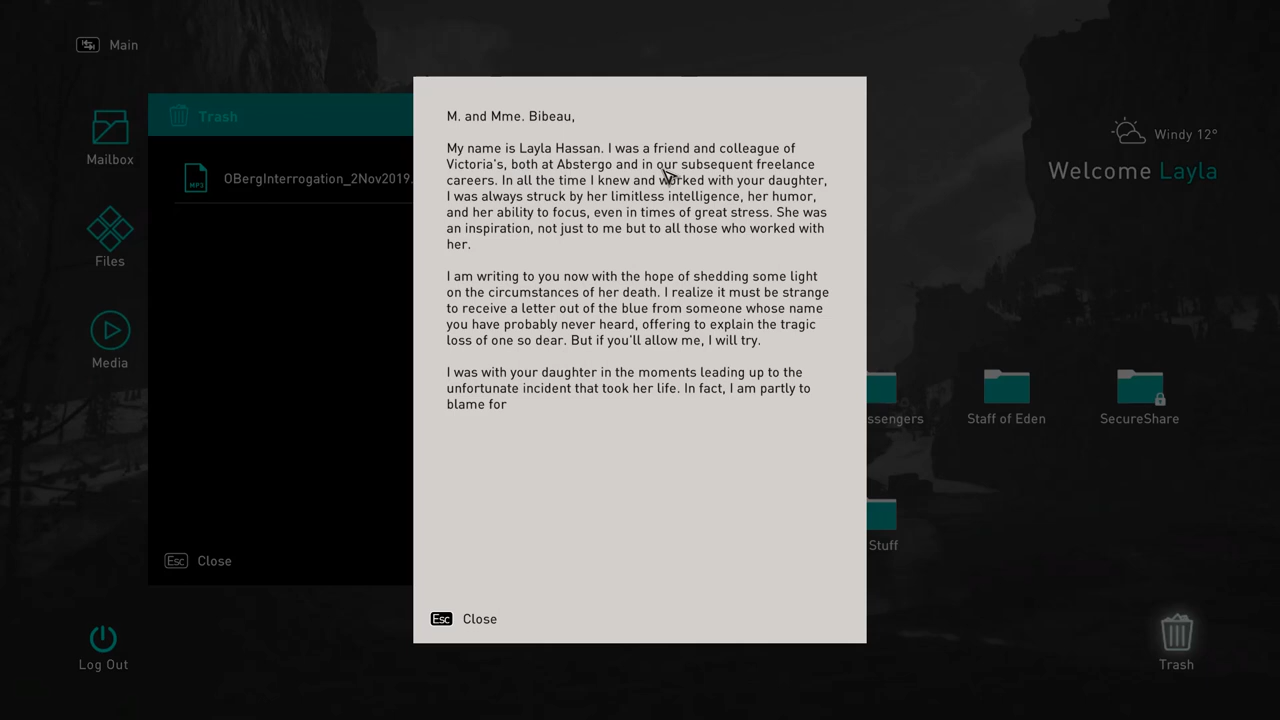 Main
Trash
M. and Mme. Bibeau,
My name is Layla Hassan. I was a friend and colleague of
Victoria's, both at Abstergo and in our subsequent freelance
careers. In all the time I knew and worked with your daughter,
I was always struck by her limitless intelligence, her humor,
and her ability to focus, even in times of great stress. She was
an inspiration, not just to me but to all those who worked with
her.
I am writing to you now with the hope of shedding some light
on the circumstances of her death. I realize it must be strange
to receive a letter out of the blue from someone whose name
you have probably never heard, offering to explain the tragic
loss of one so dear. But if you'll allow me, I will try.
I was with your daughter in the moments leading up to the
unfortunate incident that took her life. In fact, I am partly to
blame for
Esc Close
MP3
OBergInterrogation_2Nov2019.
Esc Close
Mailbox
Files
Media
Log Out
Windy 12°
Welcome Layla
ssengers
Staff of Eden
SecureShare
Stuff
Trash